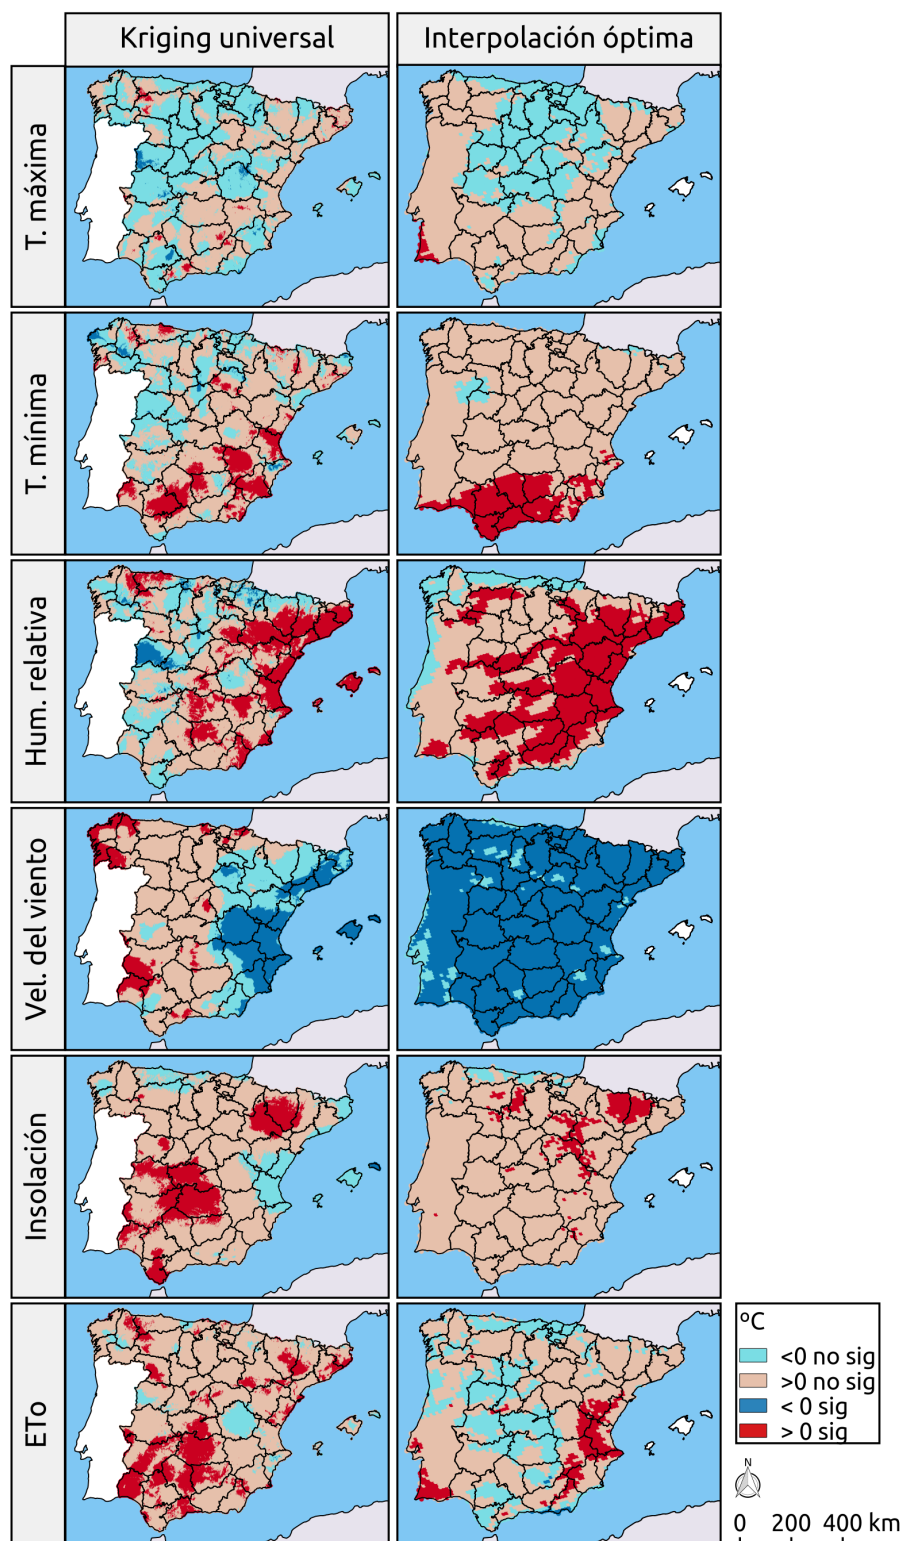 Kriging universal
Interpolación óptima
T. máxima
T. mínima
Hum. relativa
Vel. del viento
Insolación
ETo
ºC
<0 no sig
>0 no sig
< 0 sig
> 0 sig
N
0 200 400 km